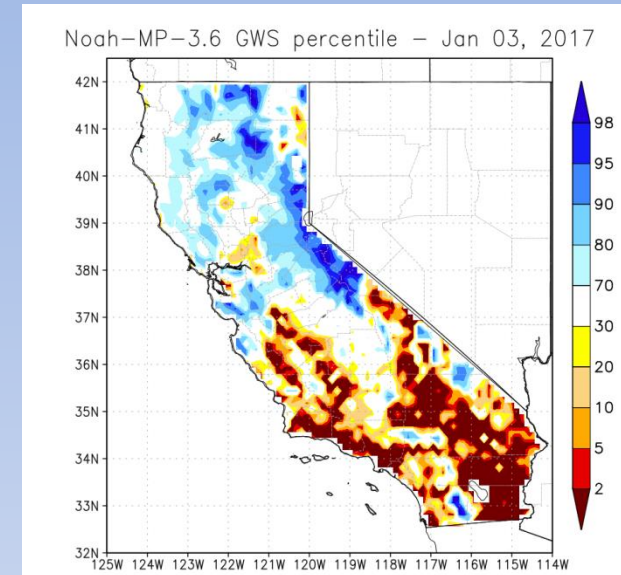 Noah-MP-3.6 GWS percentile - Jan 03, 2017
42N
41N
40N
39N
38N
37N
36N
35N
34N
33N
32N
125W 124W 123W 122W 121W 120W 119W 118W 117W 116W 115W 114W
98
95
90
80
70
30
20
10
5
2